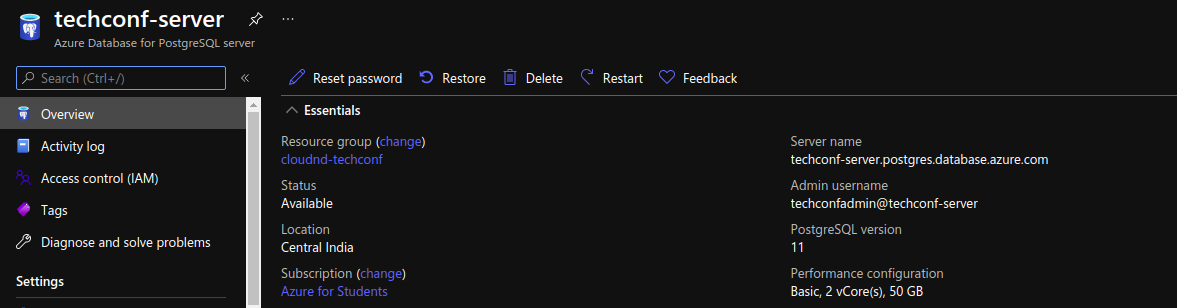 techconf-server
...
Azure Database for PostgreSQL server
Search (Ctrl+/)
«
Overview
Activity log
Access control (IAM)
Tags
Diagnose and solve problems
Settings
Reset password
Restore
Delete
Restart
Feedback
Essentials
Resource group (change)
cloudnd-techconf
Status
Available
Location
Central India
Subscription (change)
Azure for Students
Server name
techconf-server.postgres.database.azure.com
Admin username
techconfadmin@techconf-server
PostgreSQL version
11
Performance configuration
Basic, 2 vCore(s), 50 GB